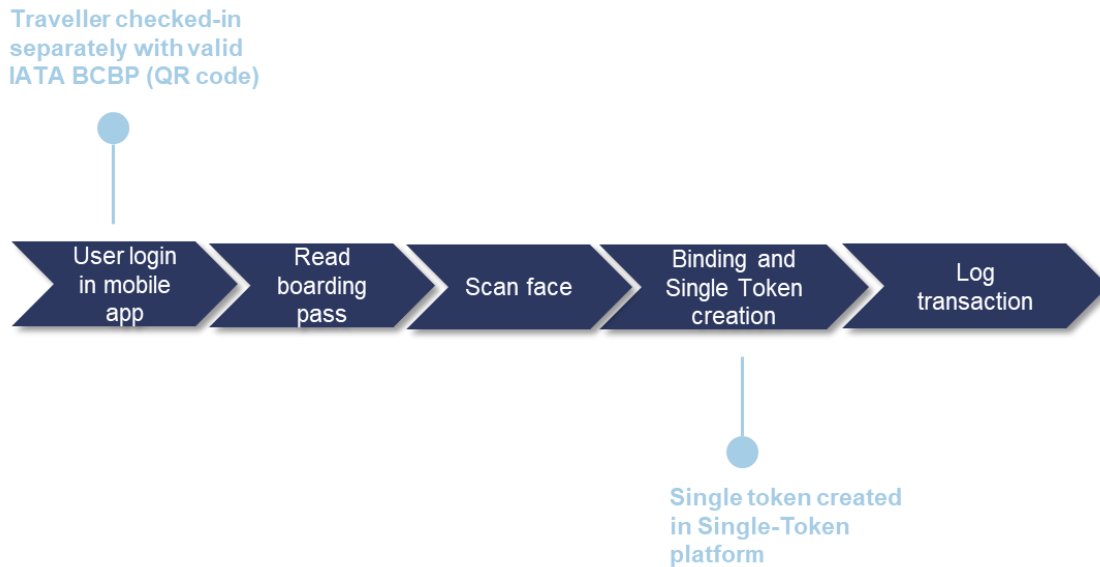 Traveller checked-in
separately with valid
IATA BCBP (QR code)
User login
in mobile
app
Read
boarding
pass
Scan face
Binding and
Single Token
creation
Log
transaction
Single token created
in Single-Token
platform